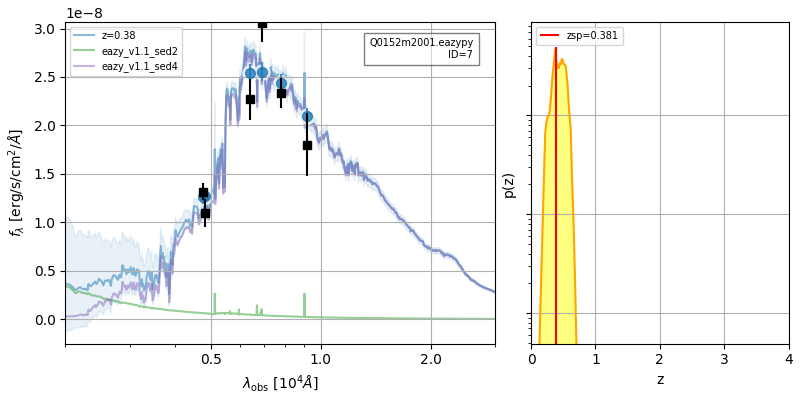 1e−8
z=0.38
eazy_v1.1_sed2
eazy_v1.1_sed4
Q0152m2001.eazypy
ID=7
3.0
2.5
2.0
1.5
1.0
0.5
0.0
fλ [erg/s/cm²/Å]
0.5
1.0
2.0
λobs [10⁴Å]
zsp=0.381
p(z)
0
1
2
3
4
z